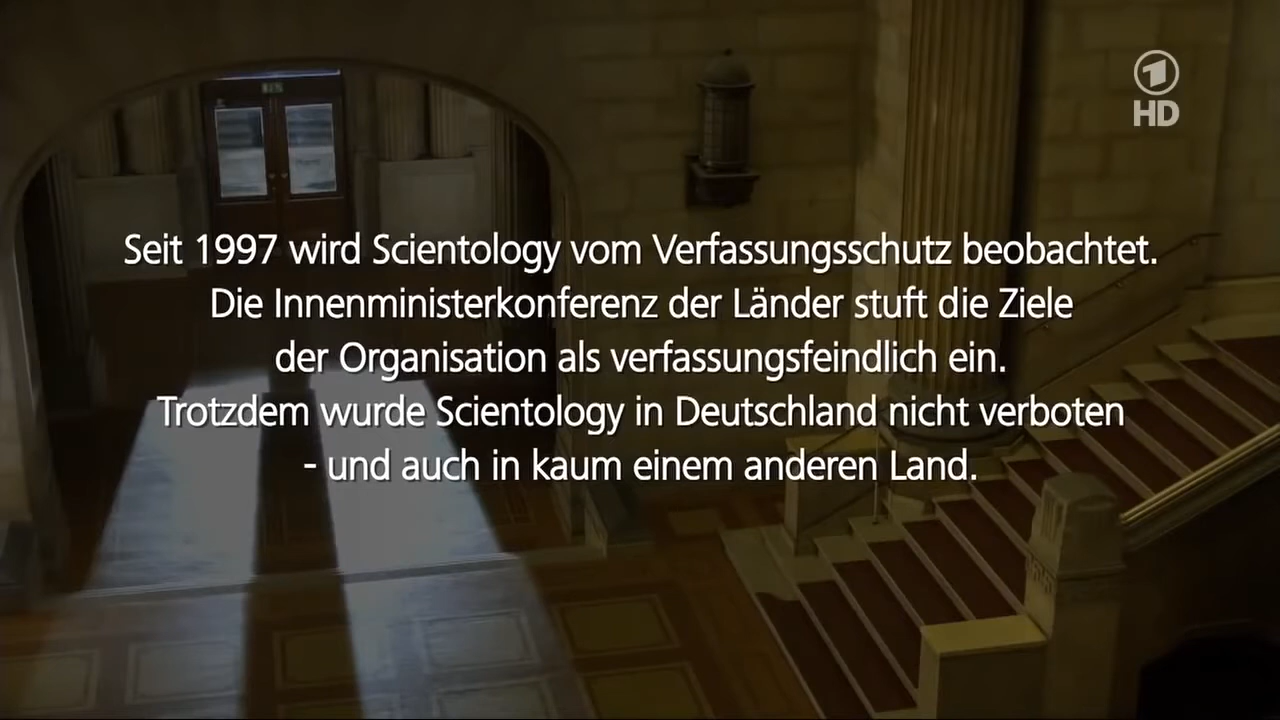 1
HD
Seit 1997 wird Scientology vom Verfassungsschutz beobachtet.
Die Innenministerkonferenz der Länder stuft die Ziele
der Organisation als verfassungsfeindlich ein.
Trotzdem wurde Scientology in Deutschland nicht verboten
- und auch in kaum einem anderen Land.